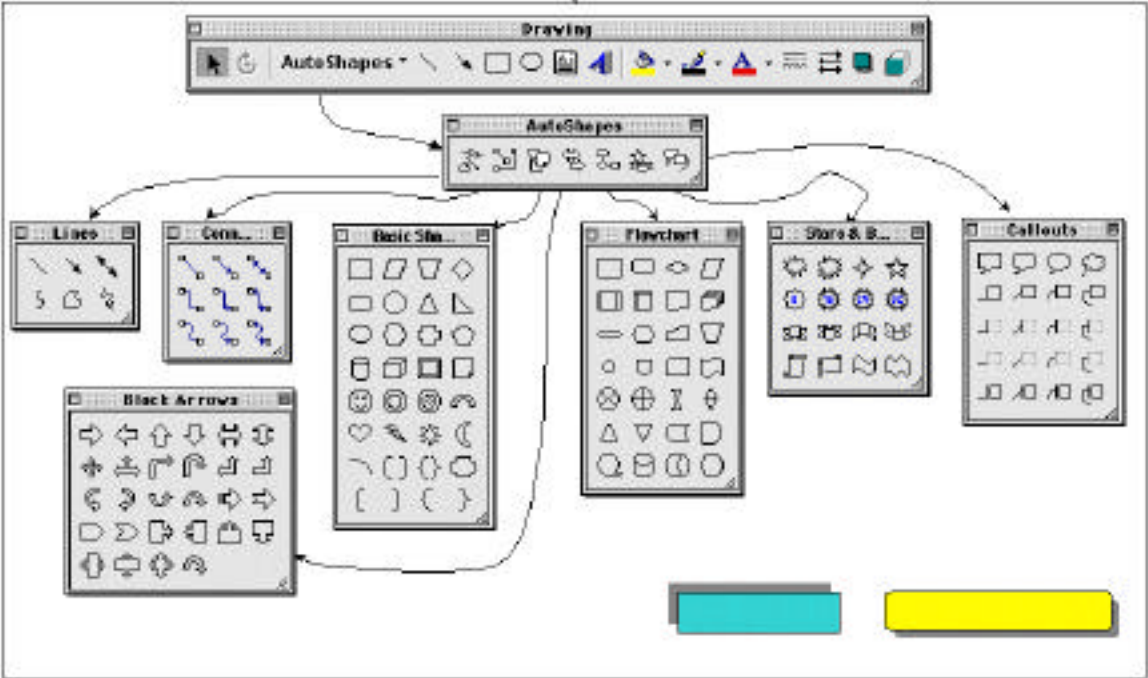 Drawing
AutoShapes
AutoShapes
Lines
Conn...
Basic Sha...
Flowchart
Stars & B...
Callouts
Block Arrows